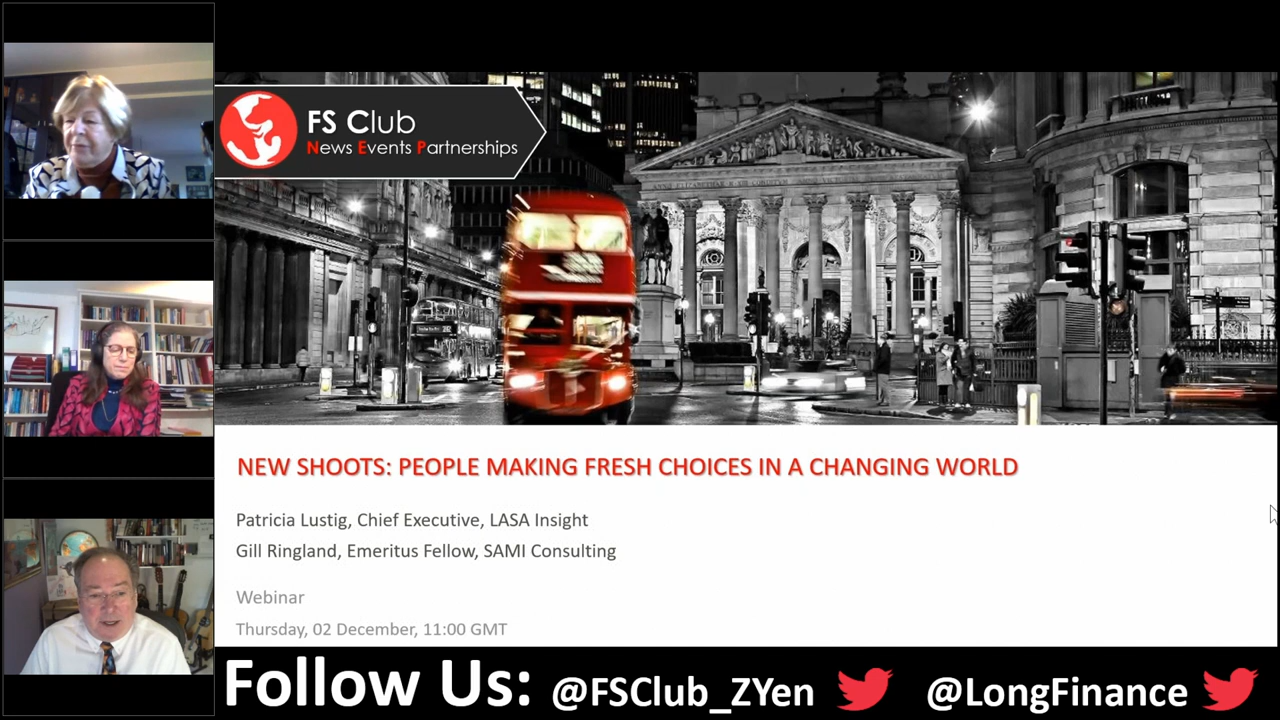 FS Club
News Events Partnerships
NEW SHOOTS: PEOPLE MAKING FRESH CHOICES IN A CHANGING WORLD
Patricia Lustig, Chief Executive, LASA Insight
Gill Ringland, Emeritus Fellow, SAMI Consulting
Webinar
Thursday, 02 December, 11:00 GMT
Follow Us: @FSClub_ZYen @LongFinance